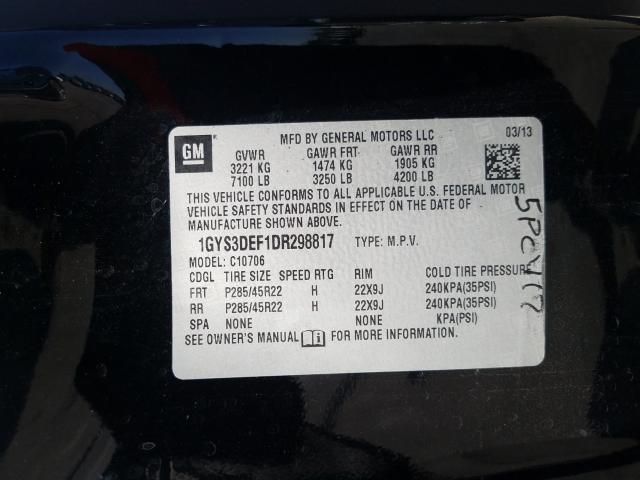 GM
MFD BY GENERAL MOTORS LLC 03/13
GVWR GAWR FRT GAWR RR
3221 KG 1474 KG 1905 KG
7100 LB 3250 LB 4200 LB
THIS VEHICLE CONFORMS TO ALL APPLICABLE U.S. FEDERAL MOTOR
VEHICLE SAFETY STANDARDS IN EFFECT ON THE DATE OF
MANUFACTURE SHOWN ABOVE.
1GYS3DEF1DR298817 TYPE: M.P.V.
MODEL: C10706
CDGL TIRE SIZE SPEED RTG RIM COLD TIRE PRESSURE
FRT P285/45R22 H 22X9J 240KPA(35PSI)
RR P285/45R22 H 22X9J 240KPA(35PSI)
SPA NONE NONE KPA(PSI)
SEE OWNER'S MANUAL FOR MORE INFORMATION.